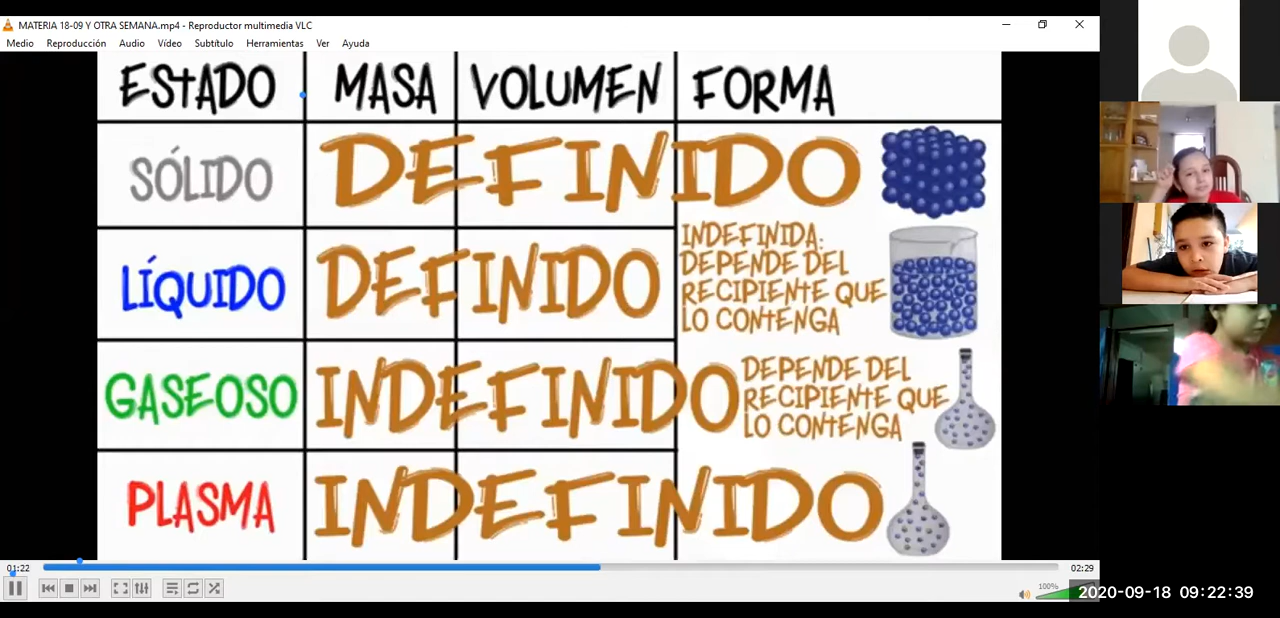 MATERIA 18-09 Y OTRA SEMANA.mp4 - Reproductor multimedia VLC
Medio Reproducción Audio Vídeo Subtítulo Herramientas Ver Ayuda
ESTADO MASA VOLUMEN FORMA
SÓLIDO DEFINIDO
LÍQUIDO DEFINIDO
INDEFINIDA:
DEPENDE DEL
RECIPIENTE QUE
LO CONTENGA
GASEOSO INDEFINIDO
DEPENDE DEL
RECIPIENTE QUE
LO CONTENGA
PLASMA INDEFINIDO
01:22 02:29
100%
2020-09-18 09:22:39